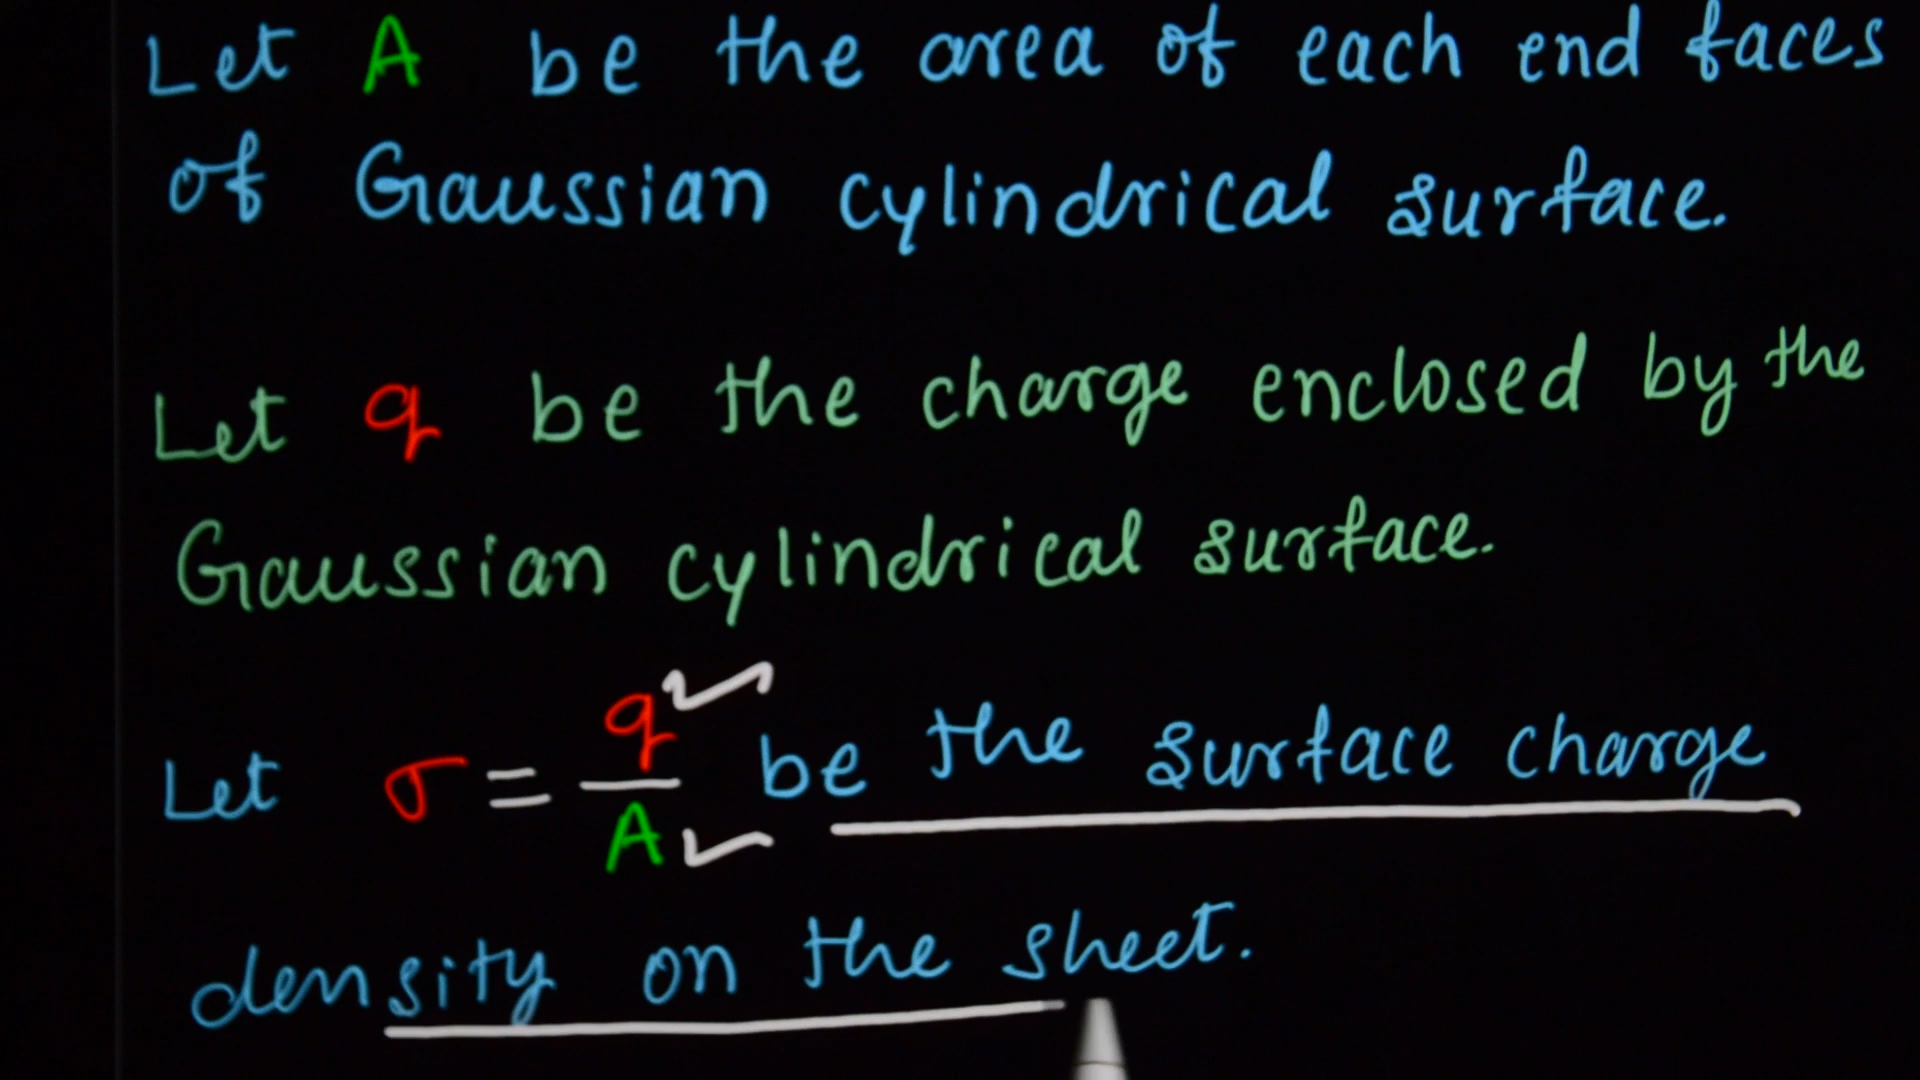 Let A be the area of each end faces
of Gaussian cylindrical surface.
Let q be the charge enclosed by the
Gaussian cylindrical surface.
Let σ = q/A be the surface charge
density on the sheet.